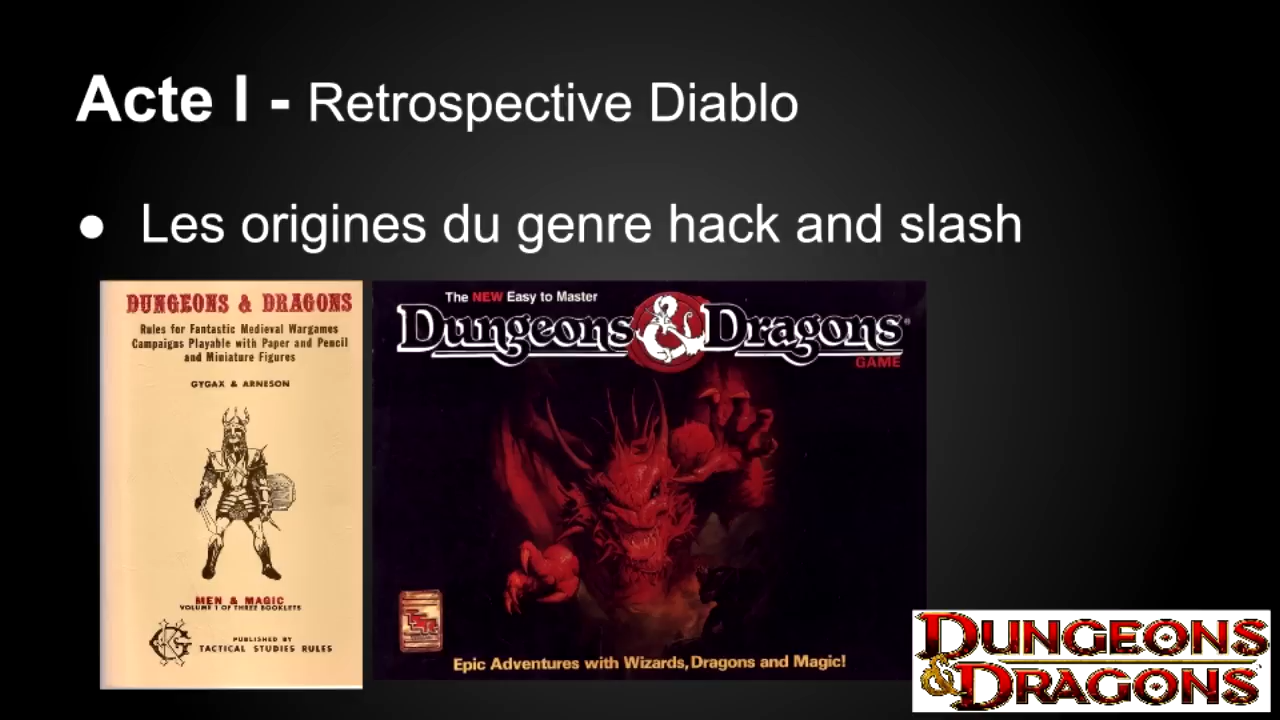 Acte I - Retrospective Diablo
● Les origines du genre hack and slash
DUNGEONS & DRAGONS
Rules for Fantastic Medieval Wargames
Campaigns Playable with Paper and Pencil
and Miniature Figures
GYGAX & ARNESON
MEN & MAGIC
VOLUME 1 OF THREE BOOKLETS
PUBLISHED BY
TACTICAL STUDIES RULES
The NEW Easy to Master
Dungeons & Dragons®
GAME
TSR
Epic Adventures with Wizards, Dragons and Magic!
DUNGEONS
& DRAGONS